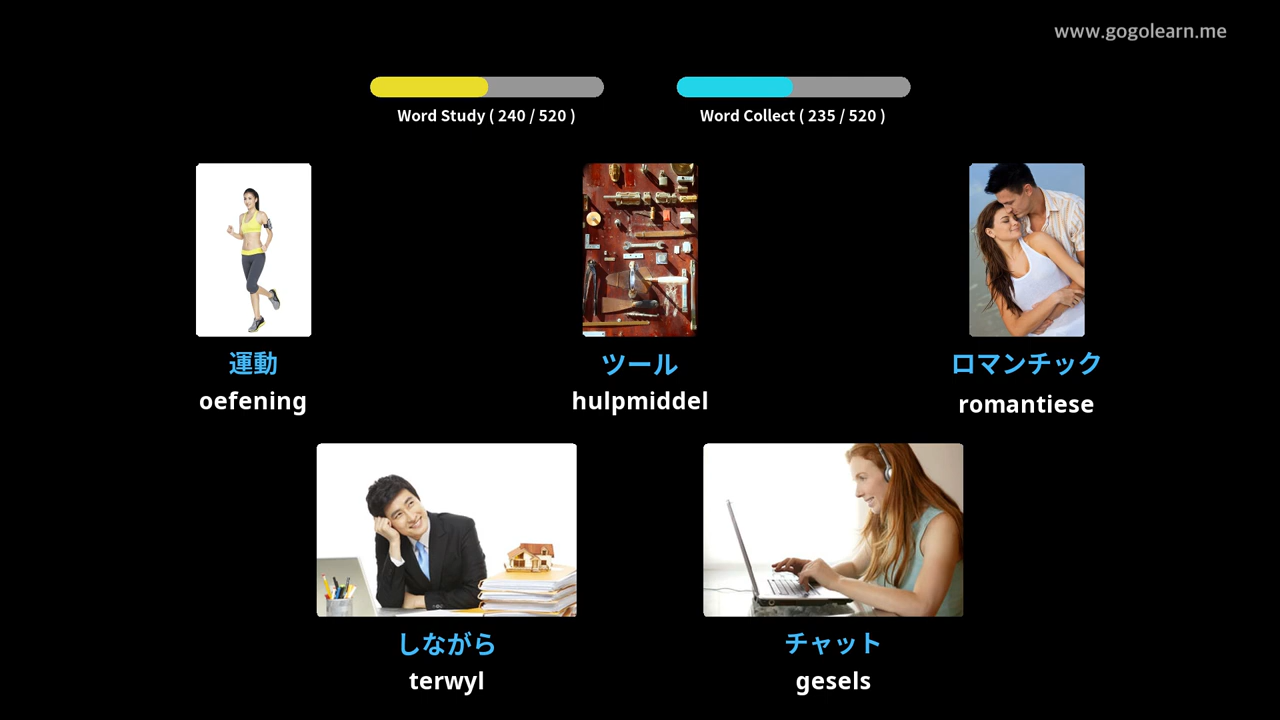 www.gogolearn.me
Word Study ( 240 / 520 )
Word Collect ( 235 / 520 )
運動
oefening
ツール
hulpmiddel
ロマンチック
romantiese
しながら
terwyl
チャット
gesels